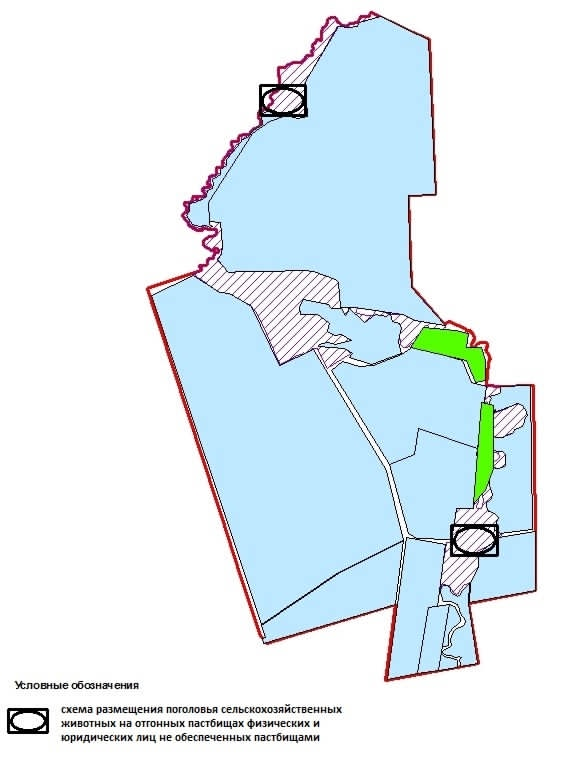 Условные обозначения
схема размещения поголовья сельскохозяйственных
животных на отгонных пастбищах физических и
юридических лиц не обеспеченных пастбищами